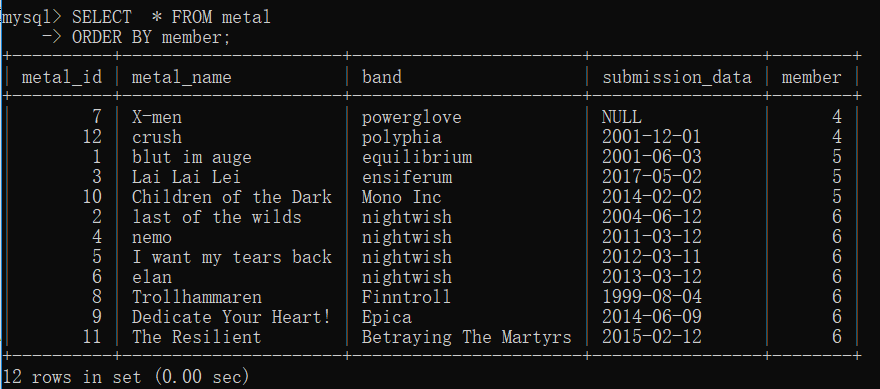 mysql> SELECT  * FROM metal
    -> ORDER BY member;
+----------+----------------------+-----------------------+-----------------+--------+
| metal_id | metal_name           | band                  | submission_data | member |
+----------+----------------------+-----------------------+-----------------+--------+
|        7 | X-men                | powerglove            | NULL            |      4 |
|       12 | crush                | polyphia              | 2001-12-01      |      4 |
|        1 | blut im auge         | equilibrium           | 2001-06-03      |      5 |
|        3 | Lai Lai Lei          | ensiferum             | 2017-05-02      |      5 |
|       10 | Children of the Dark | Mono Inc              | 2014-02-02      |      5 |
|        2 | last of the wilds    | nightwish             | 2004-06-12      |      6 |
|        4 | nemo                 | nightwish             | 2011-03-12      |      6 |
|        5 | I want my tears back | nightwish             | 2012-03-11      |      6 |
|        6 | elan                 | nightwish             | 2013-03-12      |      6 |
|        8 | Trollhammaren        | Finntroll             | 1999-08-04      |      6 |
|        9 | Dedicate Your Heart! | Epica                 | 2014-06-09      |      6 |
|       11 | The Resilient        | Betraying The Martyrs | 2015-02-12      |      6 |
+----------+----------------------+-----------------------+-----------------+--------+
12 rows in set (0.00 sec)